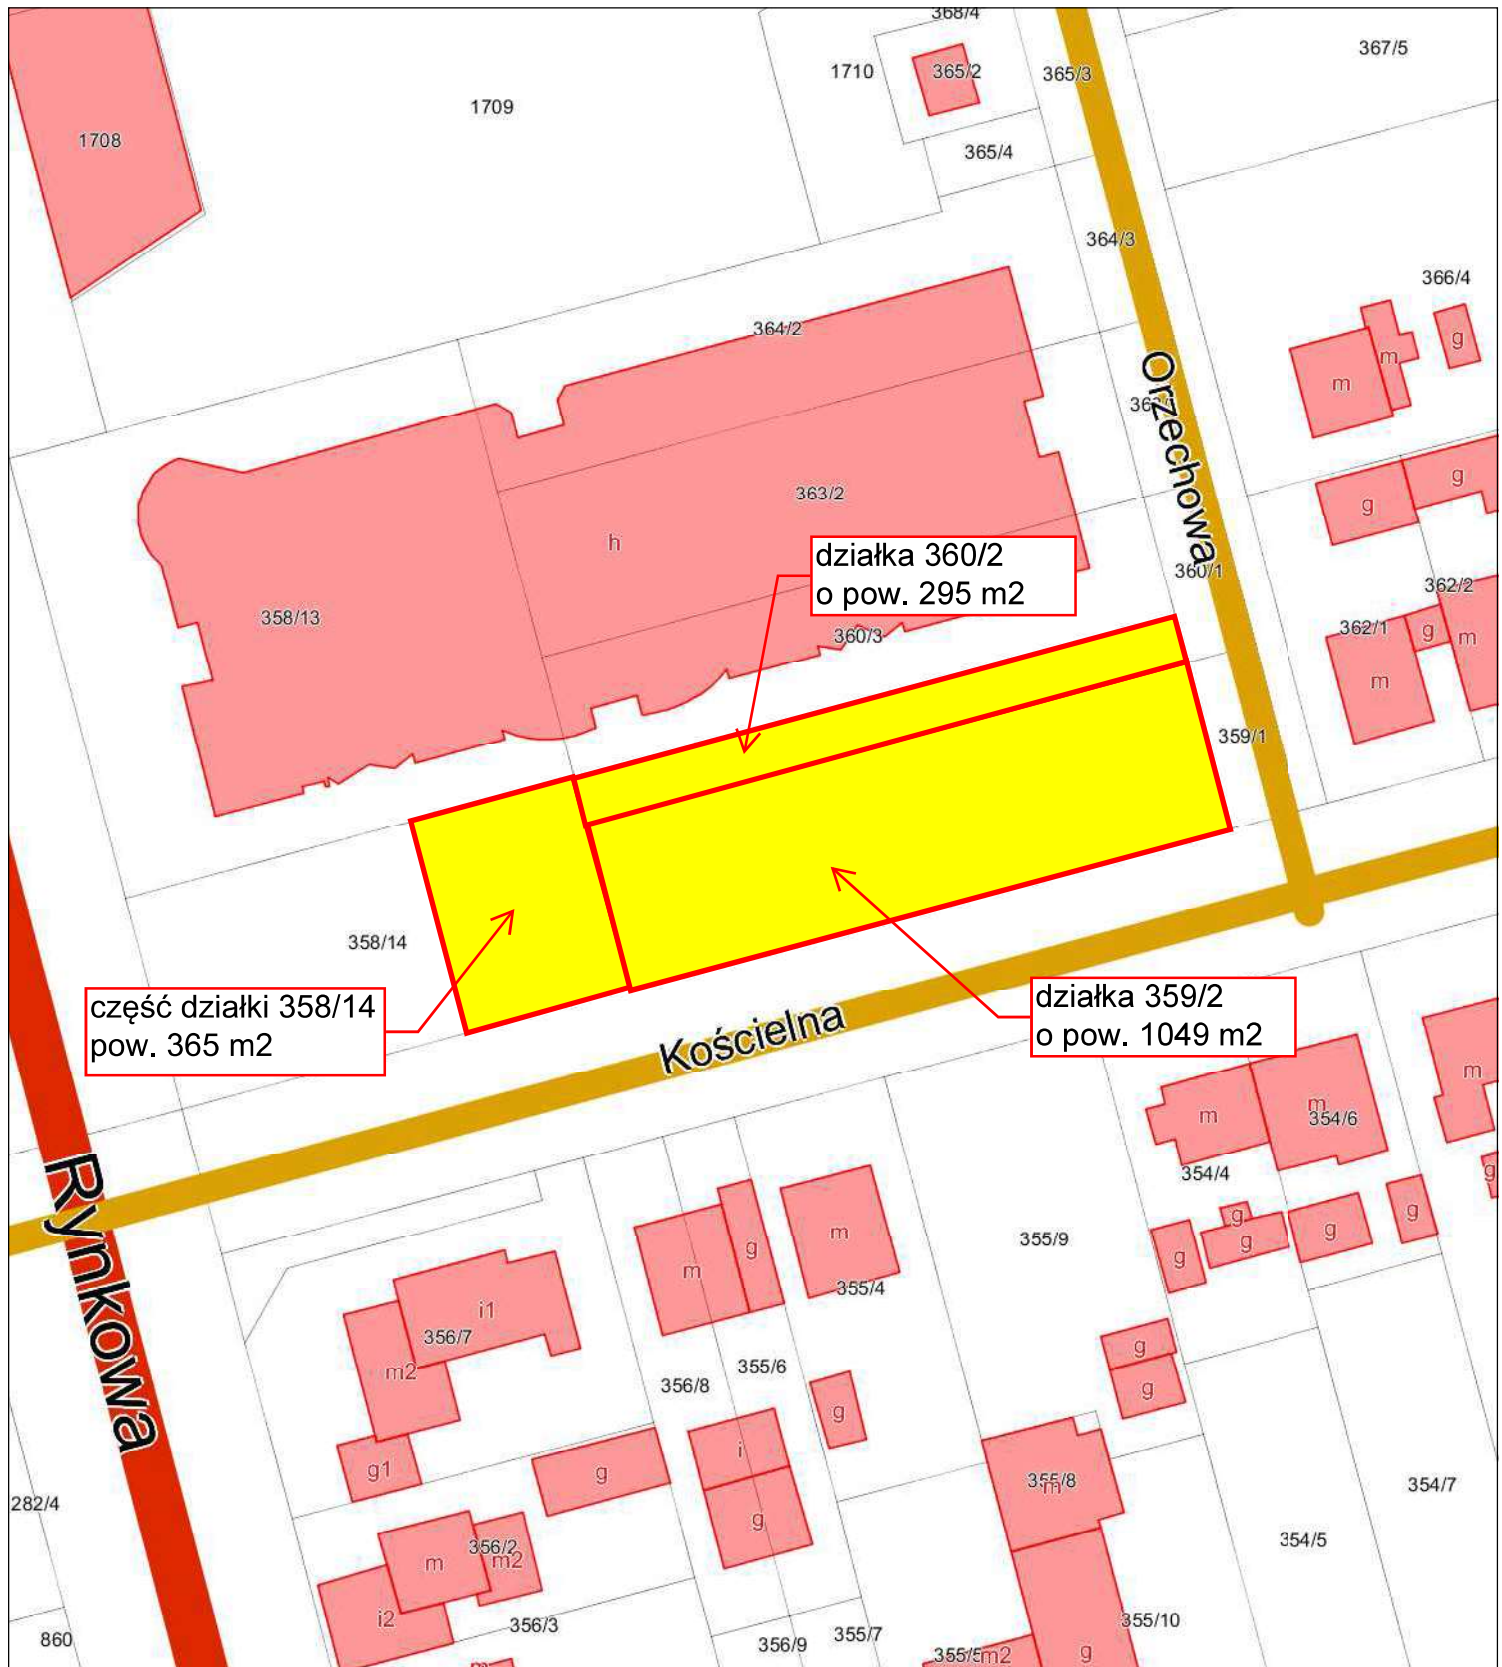 368/4
367/5
1710
365/2
365/3
1709
1708
365/4
364/3
366/4
364/2
g
m
m
Orzechowa
363/2
g
g
h
działka 360/2
o pow. 295 m2
360/1
362/2
358/13
360/3
362/1
g
m
m
359/1
358/14
część działki 358/14
pow. 365 m2
działka 359/2
o pow. 1049 m2
Kościelna
m
m
m
354/6
354/4
g
Rynkowa
g
g
g
g
g
m
g
m
355/9
355/4
i1
356/7
m2
g
355/6
356/8
g
g
i
g1
g
355/8
m
354/7
282/4
g
354/5
356/2
m
m2
i2
356/3
355/10
860
356/9
355/7
355/5
m2
g
m